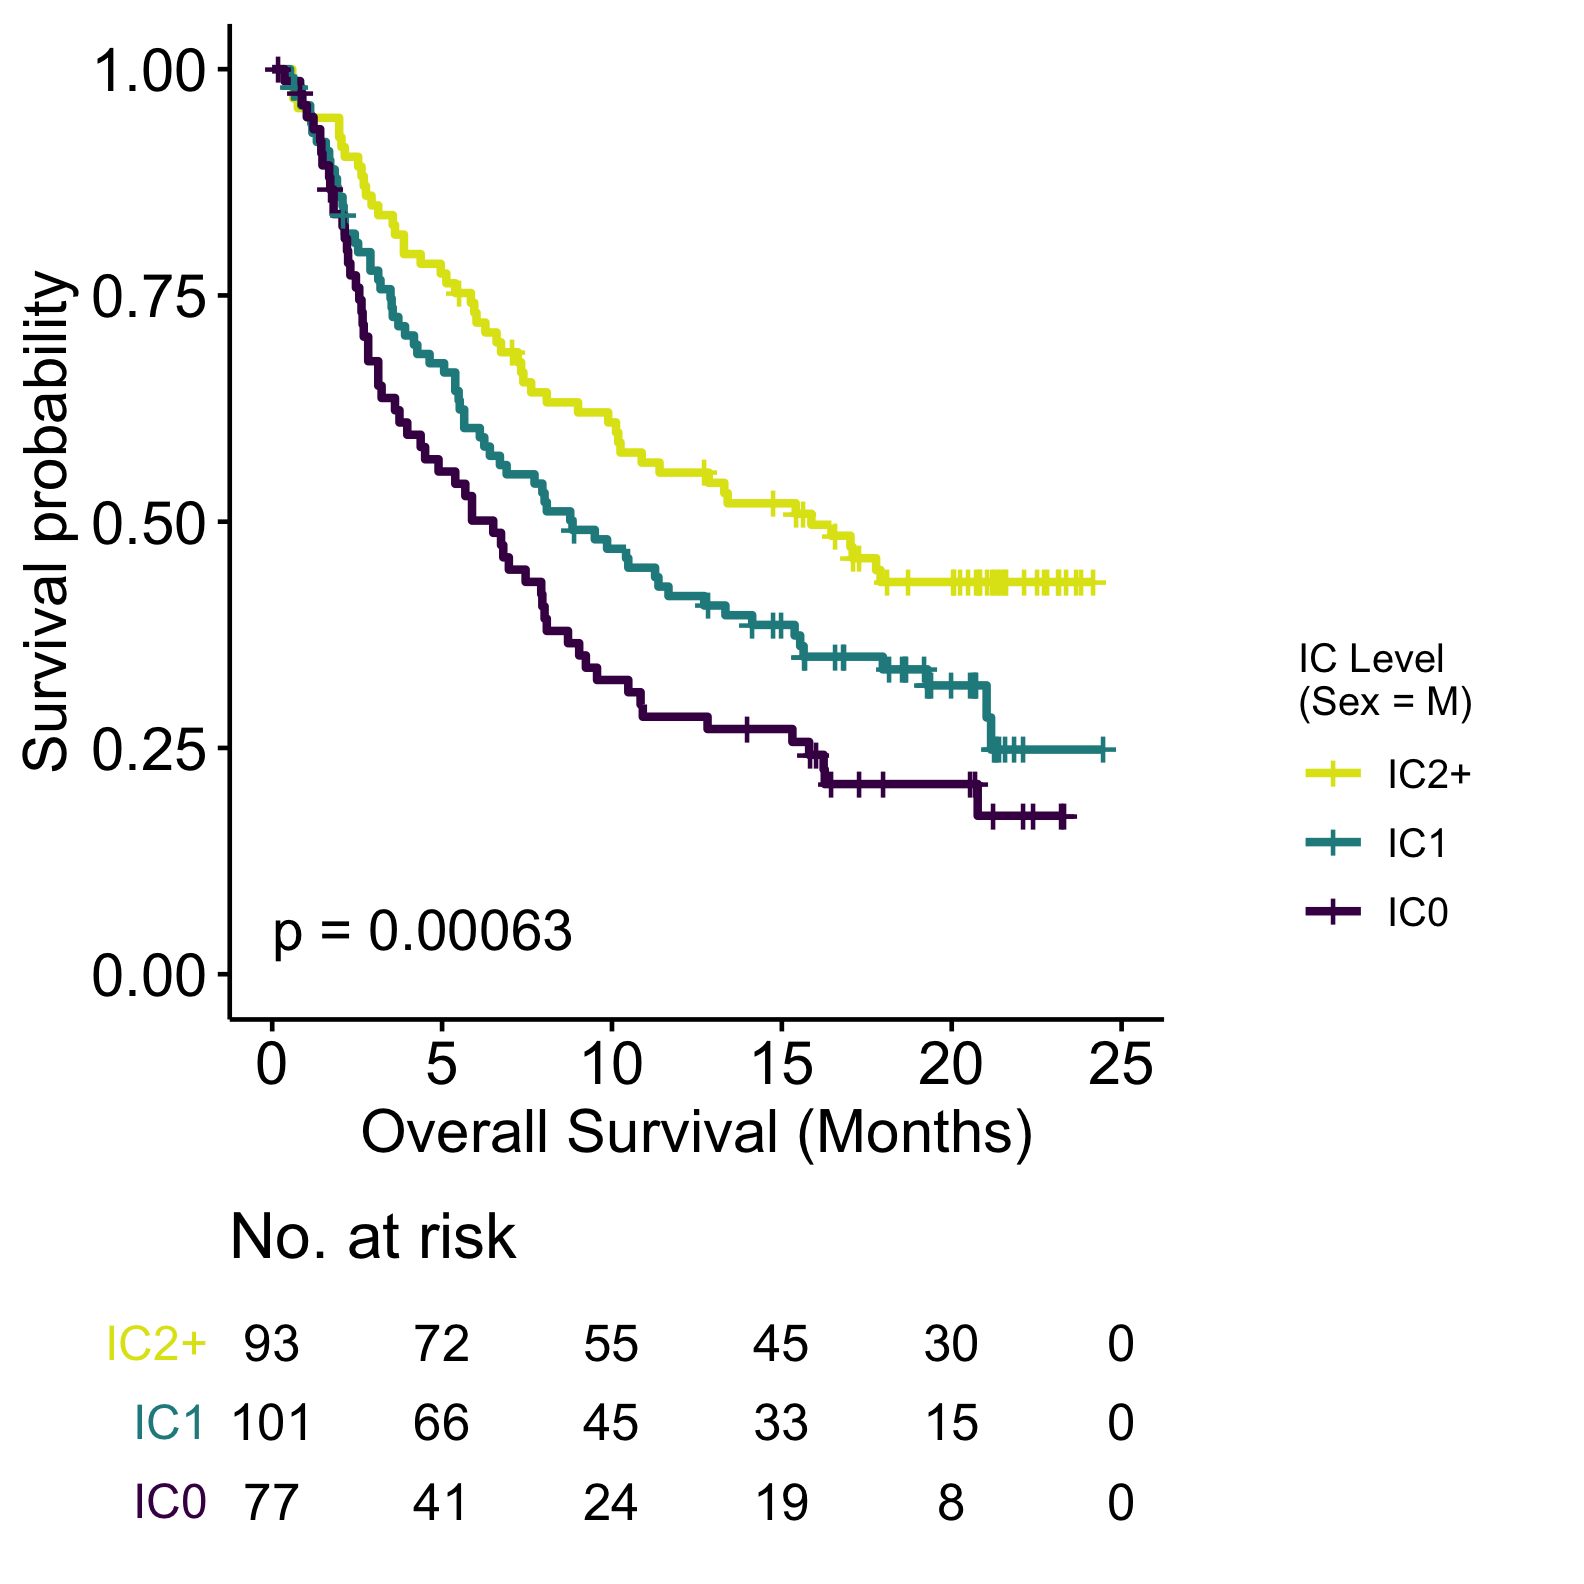 Survival probability
1.00
0.75
0.50
0.25
0.00
p = 0.00063
0 5 10 15 20 25
Overall Survival (Months)
IC Level
(Sex = M)
IC2+
IC1
IC0
No. at risk
IC2+ 93 72 55 45 30 0
IC1 101 66 45 33 15 0
IC0 77 41 24 19 8 0